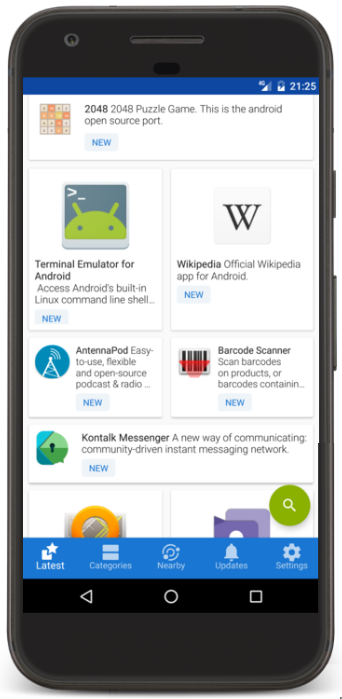 4G 21:25
2048 2048 Puzzle Game. This is the android
open source port.
NEW
>_
Terminal Emulator for
Android
Access Android's built-in
Linux command line shell...
NEW
W
Wikipedia Official Wikipedia
app for Android.
NEW
AntennaPod Easy-
to-use, flexible
and open-source
podcast & radio ...
NEW
Barcode Scanner
Scan barcodes
on products, or
barcodes containin...
NEW
Kontalk Messenger A new way of communicating:
community-driven instant messaging network.
NEW
Latest
Categories
Nearby
Updates
Settings